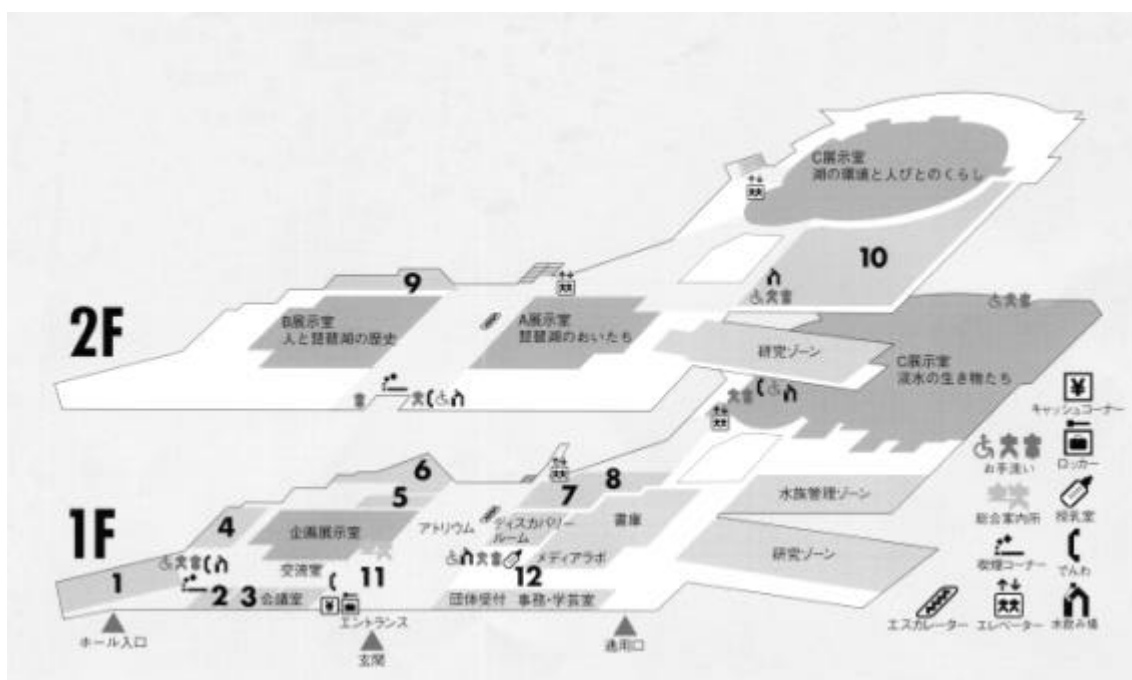 2F
C展示室
湖の環境と人びとのくらし
10
9
B展示室
人と琵琶湖の歴史
A展示室
琵琶湖のおいたち
研究ゾーン
C展示室
淡水の生き物たち
1F
1
2
3
4
5
6
7
8
企画展示室
アトリウム
ディスカバリー
ルーム
書庫
メディアラボ
交流室
11
12
会議室
団体受付 事務・学芸室
エントランス
水族管理ゾーン
研究ゾーン
ホール入口
玄関
通用口
¥
¥
キャッシュコーナー
お手洗い
ロッカー
総合案内所
授乳室
喫煙コーナー
でんわ
エスカレーター
エレベーター
水飲み場